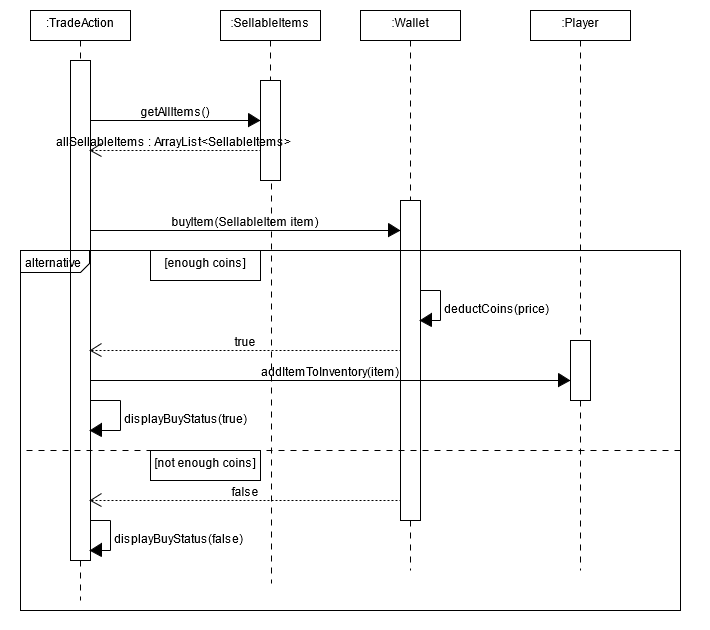 :TradeAction
:SellableItems
:Wallet
:Player
getAllItems()
allSellableItems : ArrayList<SellableItems>
buyItem(SellableItem item)
alternative
[enough coins]
deductCoins(price)
true
addItemToInventory(item)
displayBuyStatus(true)
[not enough coins]
false
displayBuyStatus(false)